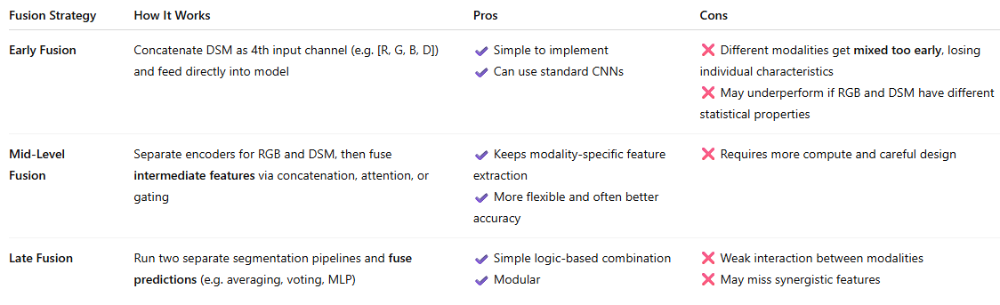 Fusion Strategy How It Works Pros Cons
Early Fusion Concatenate DSM as 4th input channel (e.g. [R, G, B, D]) ✔ Simple to implement ❌ Different modalities get mixed too early, losing
and feed directly into model ✔ Can use standard CNNs individual characteristics
❌ May underperform if RGB and DSM have different
statistical properties
Mid-Level Separate encoders for RGB and DSM, then fuse ✔ Keeps modality-specific feature ❌ Requires more compute and careful design
Fusion intermediate features via concatenation, attention, or extraction
gating ✔ More flexible and often better
accuracy
Late Fusion Run two separate segmentation pipelines and fuse ✔ Simple logic-based combination ❌ Weak interaction between modalities
predictions (e.g. averaging, voting, MLP) ✔ Modular ❌ May miss synergistic features